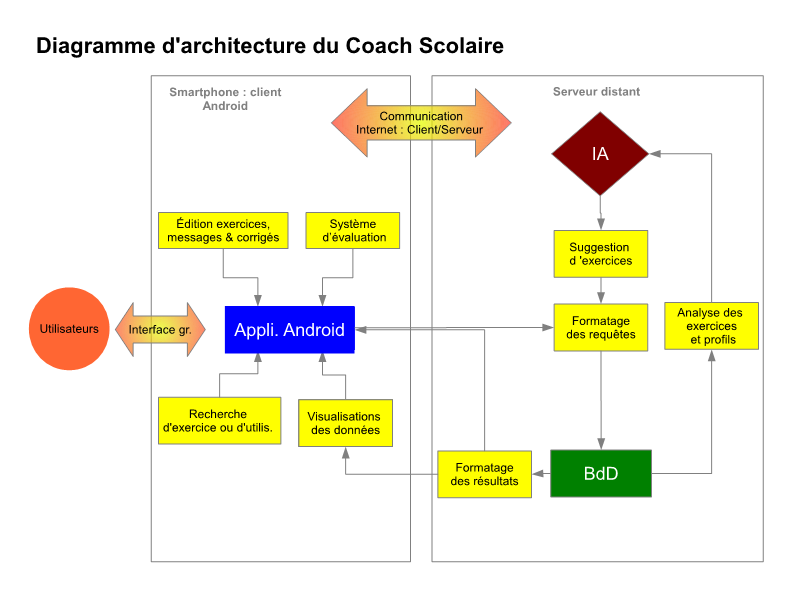 Diagramme d'architecture du Coach Scolaire
Smartphone : client
Android
Communication
Internet : Client/Serveur
Serveur distant
IA
Édition exercices,
messages & corrigés
Système
d'évaluation
Suggestion
d 'exercices
Utilisateurs
Interface gr.
Appli. Android
Formatage
des requêtes
Analyse des
exercices
et profils
Recherche
d'exercice ou d'utilis.
Visualisations
des données
Formatage
des résultats
BdD